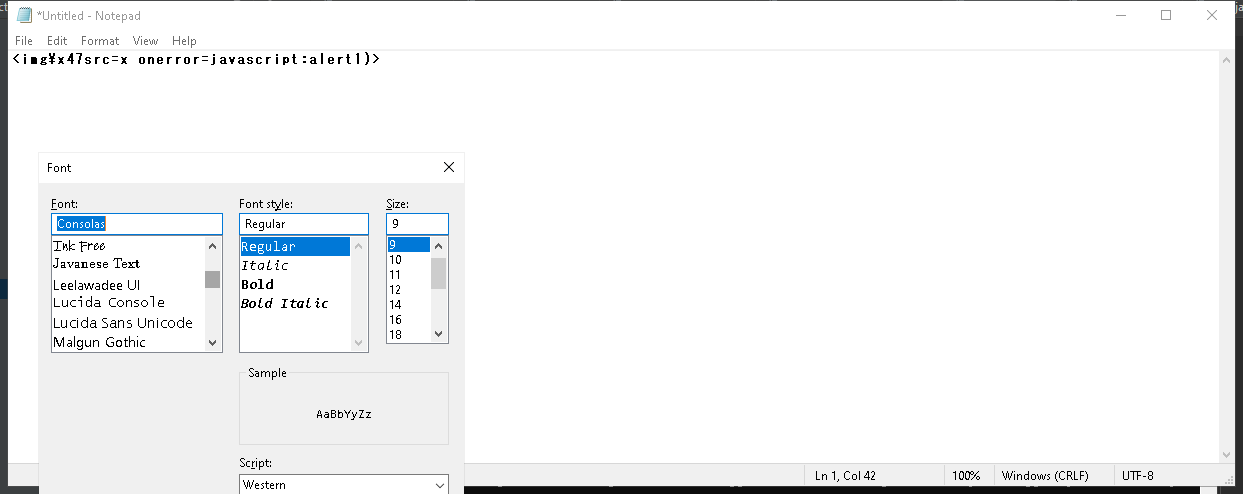 *Untitled - Notepad
File Edit Format View Help
<img¥x47src=x onerror=javascript:alert1)>
Font
Font: Font style: Size:
Consolas Regular 9
Ink Free Regular 9
Javanese Text Italic 10
Leelawadee UI Bold 11
Lucida Console Bold Italic 12
Lucida Sans Unicode 14
Malgun Gothic 16
18
Sample
AaBbYyZz
Script:
Western
Ln 1, Col 42 100% Windows (CRLF) UTF-8